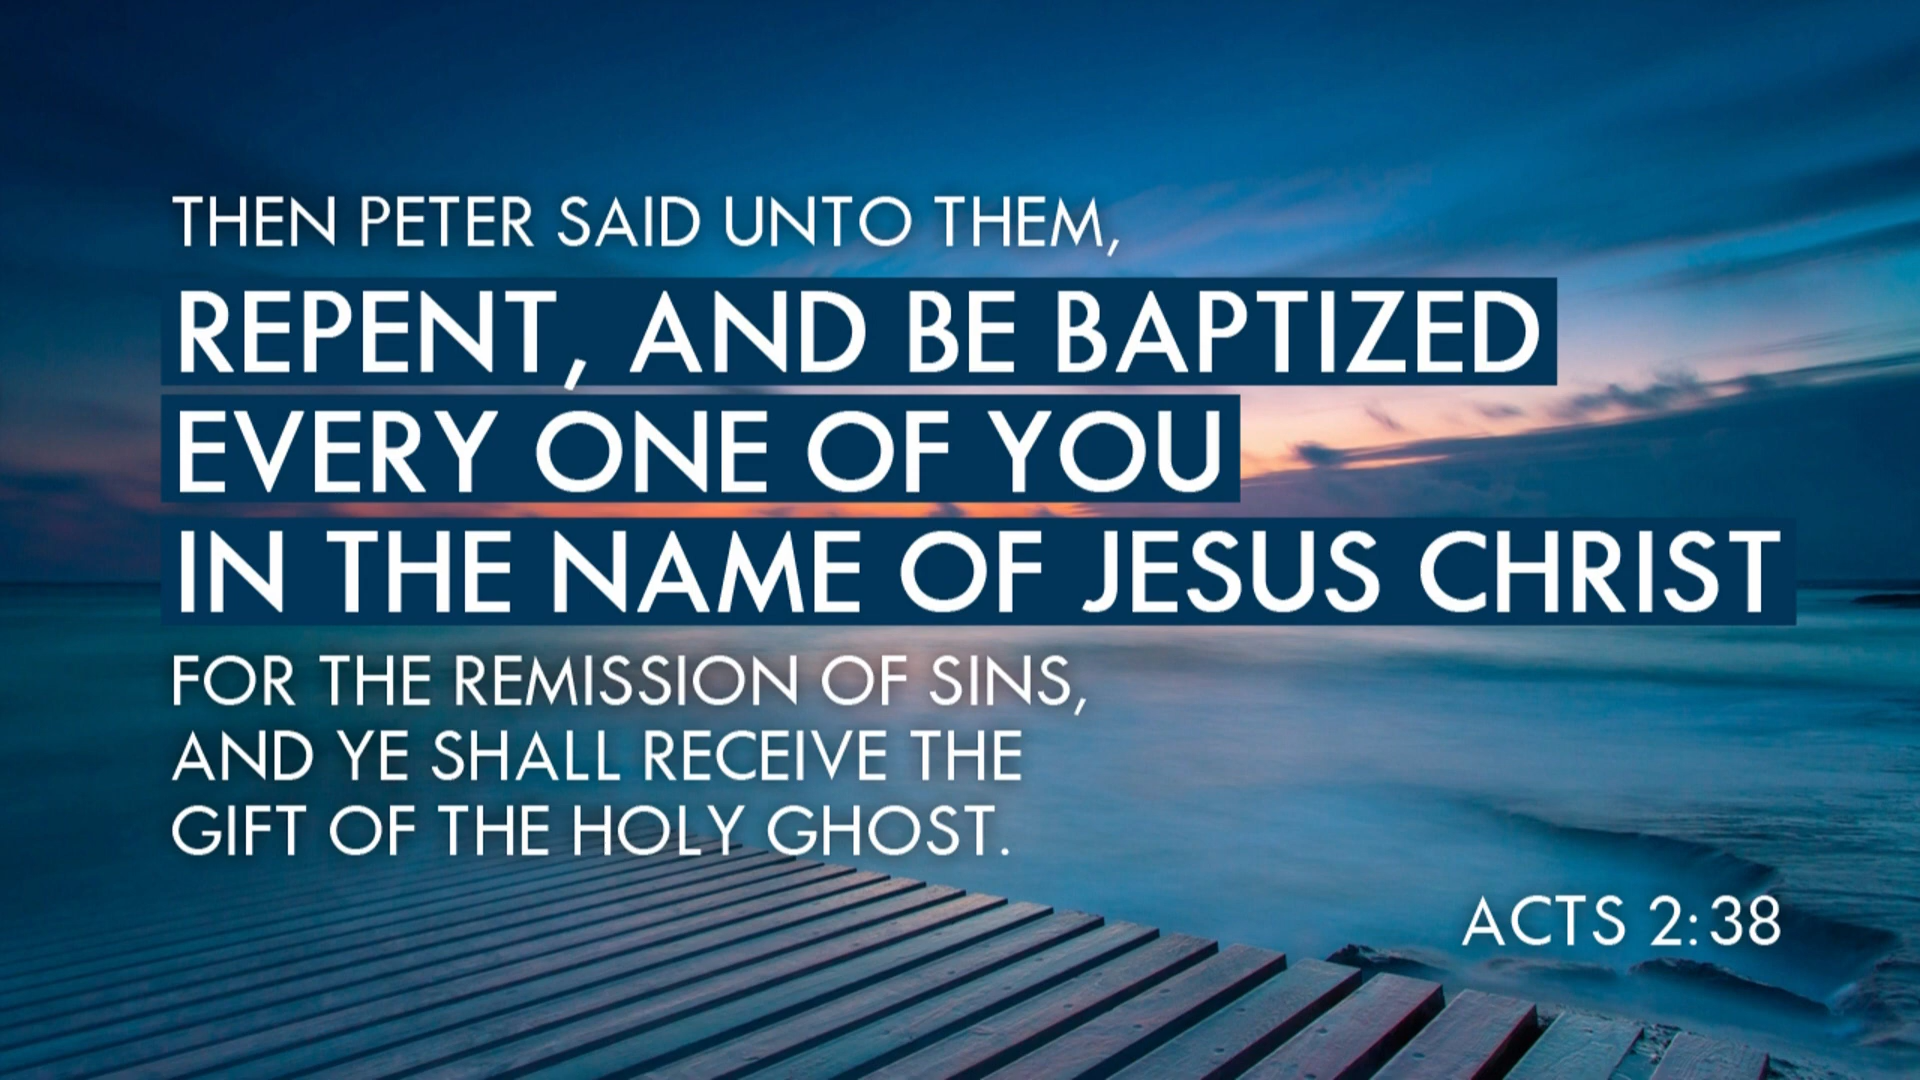 THEN PETER SAID UNTO THEM,
REPENT, AND BE BAPTIZED
EVERY ONE OF YOU
IN THE NAME OF JESUS CHRIST
FOR THE REMISSION OF SINS,
AND YE SHALL RECEIVE THE
GIFT OF THE HOLY GHOST.
ACTS 2:38